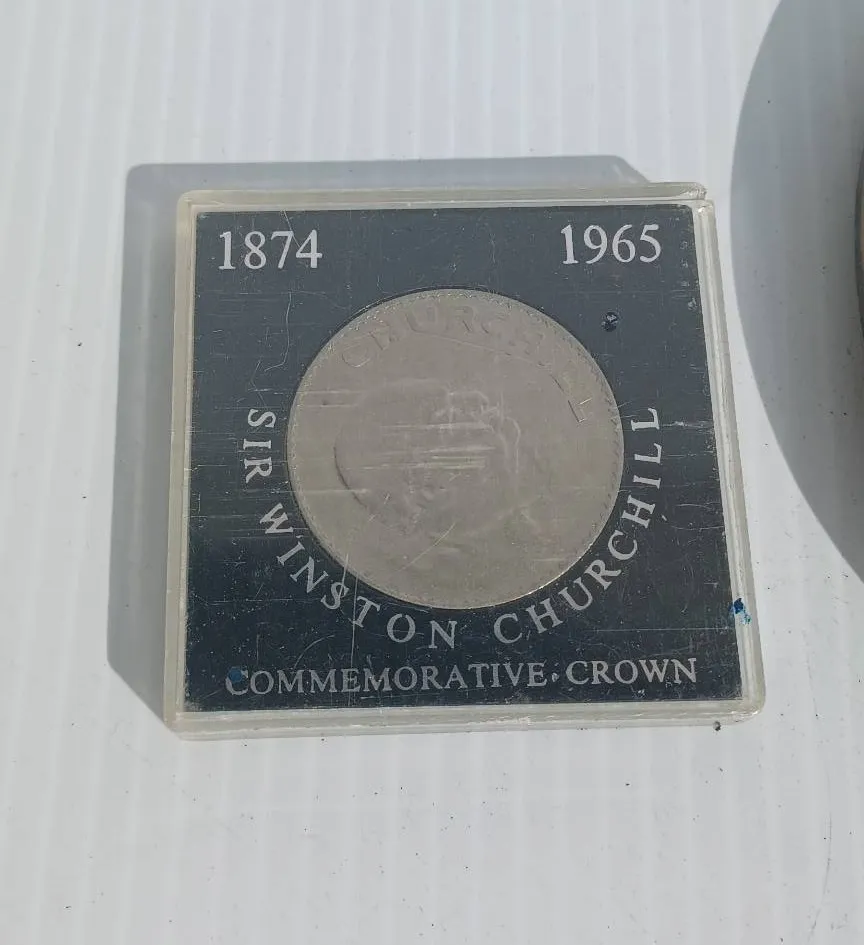 1874 1965
CHURCHILL
SIR WINSTON CHURCHILL
COMMEMORATIVE CROWN